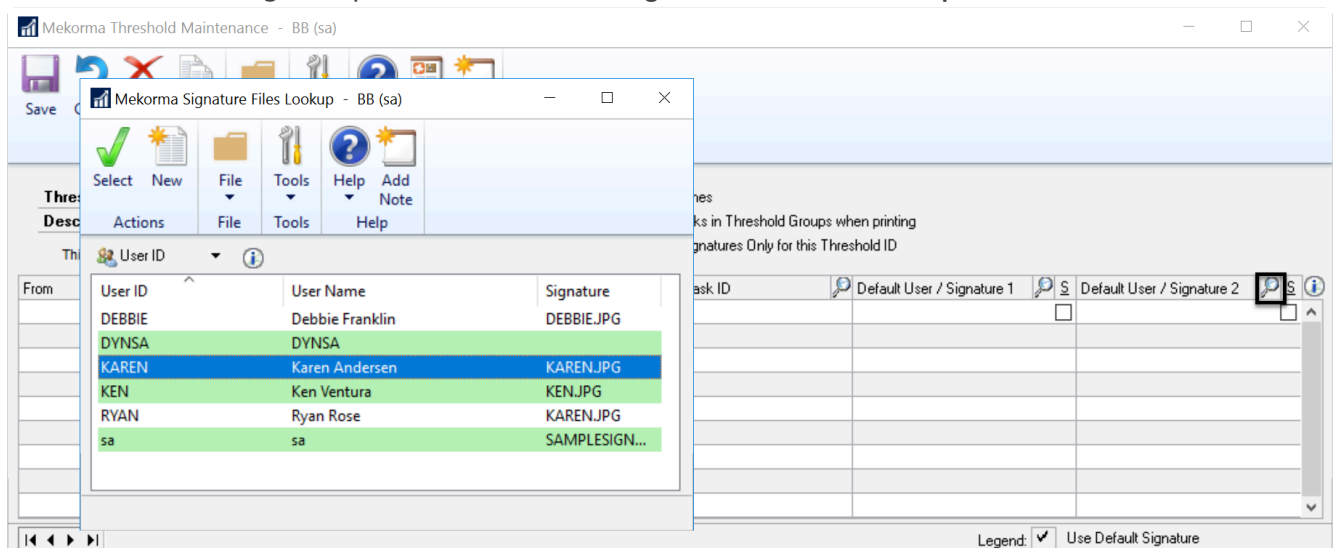 Mekorma Threshold Maintenance - BB (sa)
Save
Mekorma Signature Files Lookup - BB (sa)
Select New File Tools Help Add Note
Actions File Tools Help
User ID
User ID User Name Signature
DEBBIE Debbie Franklin DEBBIE.JPG
DYNSA DYNSA
KAREN Karen Andersen KAREN.JPG
KEN Ken Ventura KEN.JPG
RYAN Ryan Rose KAREN.JPG
sa sa SAMPLESIGN...
Thres
Desc
Thi
ks in Threshold Groups when printing
gnatures Only for this Threshold ID
From ask ID Default User / Signature 1 S Default User / Signature 2 S
Legend: Use Default Signature